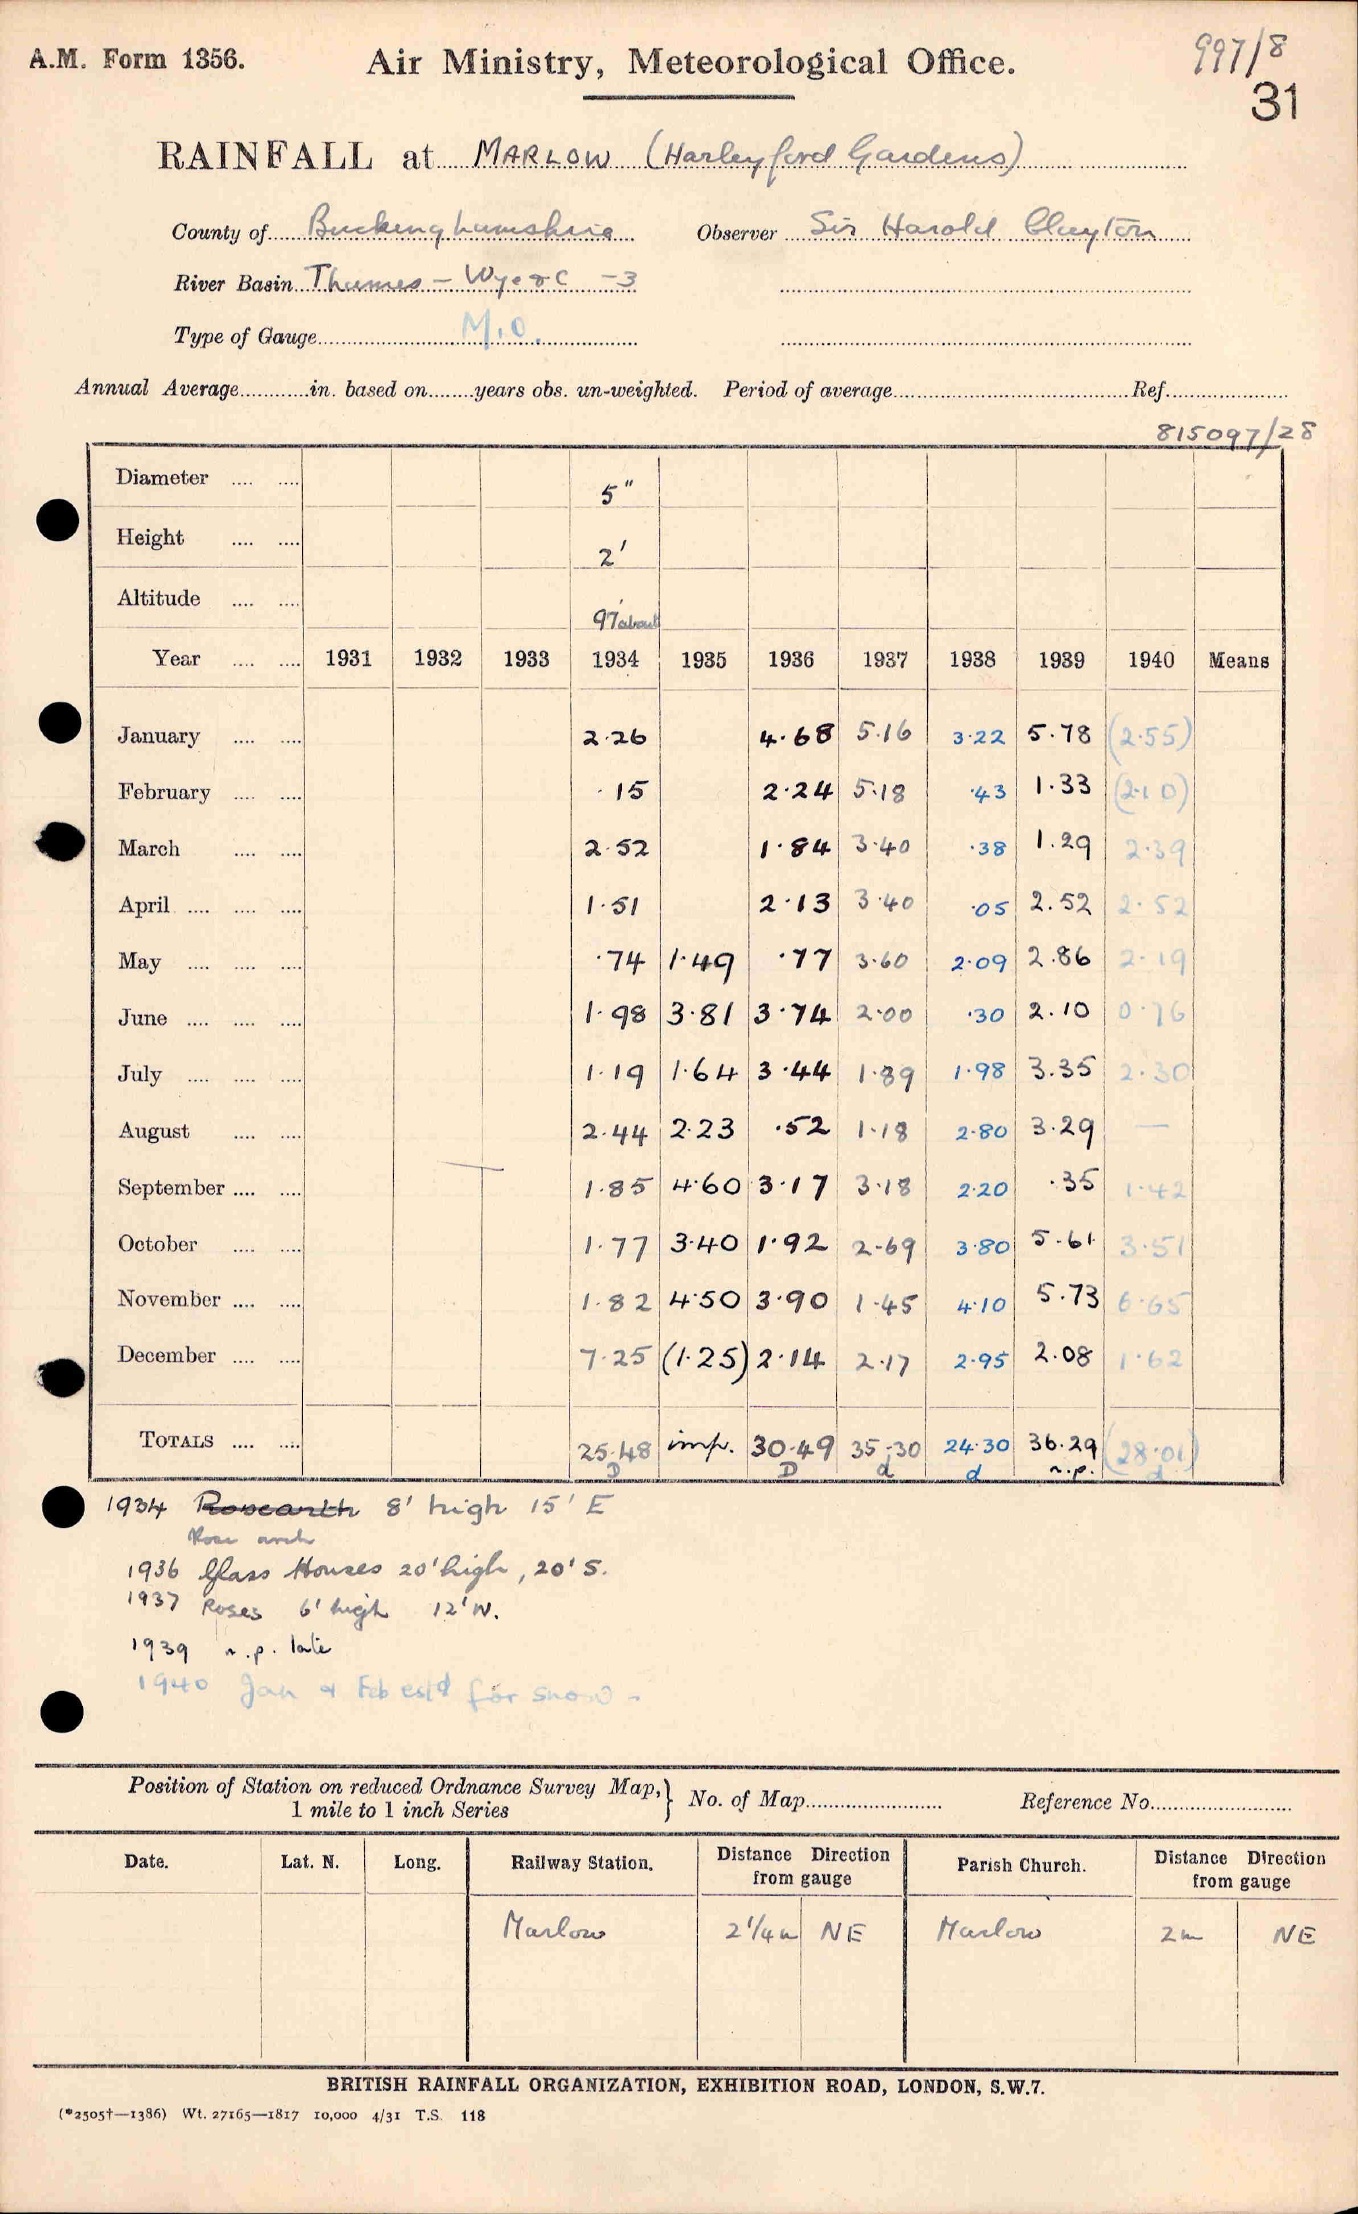 A.M. Form 1356.
Air Ministry, Meteorological Office.
997/8
31
RAINFALL at MARLOW (Harleyford Gardens)
County of Buckinghamshire Observer Sir Harold Clayton
River Basin Thames — Wye &c —3
Type of Gauge M.O.
Annual Average in. based on years obs. un-weighted. Period of average Ref.
815097/28
Diameter 5"
Height 2'
Altitude 97' about
Year 1931 1932 1933 1934 1935 1936 1937 1938 1939 1940 Means
January 2.26 4.68 5.16 3.22 5.78 (2.55)
February .15 2.24 5.18 .43 1.33 (2.10)
March 2.52 1.84 3.40 .38 1.29 2.39
April 1.51 2.13 3.40 .05 2.52 2.52
May .74 1.49 .77 3.60 2.09 2.86 2.19
June 1.98 3.81 3.74 2.00 .30 2.10 0.76
July 1.19 1.64 3.44 1.89 1.98 3.35 2.30
August 2.44 2.23 .52 1.18 2.80 3.29 —
September 1.85 4.60 3.17 3.18 2.20 .35 1.42
October 1.77 3.40 1.92 2.69 3.80 5.61 3.51
November 1.82 4.50 3.90 1.45 4.10 5.73 6.65
December 7.25 (1.25) 2.14 2.17 2.95 2.08 1.62
TOTALS 25.48 imp. 30.49 35.30 24.30 36.29 (28.01)
D D d d n.p. d
1934 Rosearth 8' high 15' E
Rose arch
1936 Glass Houses 20' high, 20' S.
1937 Roses 6' high 12' N.
1939 n.p. late
1940 Jan & Feb est'd for snow.
Position of Station on reduced Ordnance Survey Map, 1 mile to 1 inch Series } No. of Map Reference No.
Date. Lat. N. Long. Railway Station. Distance Direction from gauge Parish Church. Distance Direction from gauge
Marlow 2 1/4 m NE Marlow 2m NE
BRITISH RAINFALL ORGANIZATION, EXHIBITION ROAD, LONDON, S.W.7.
(*2505†—1386) Wt. 27165—1817 10,000 4/31 T.S. 118